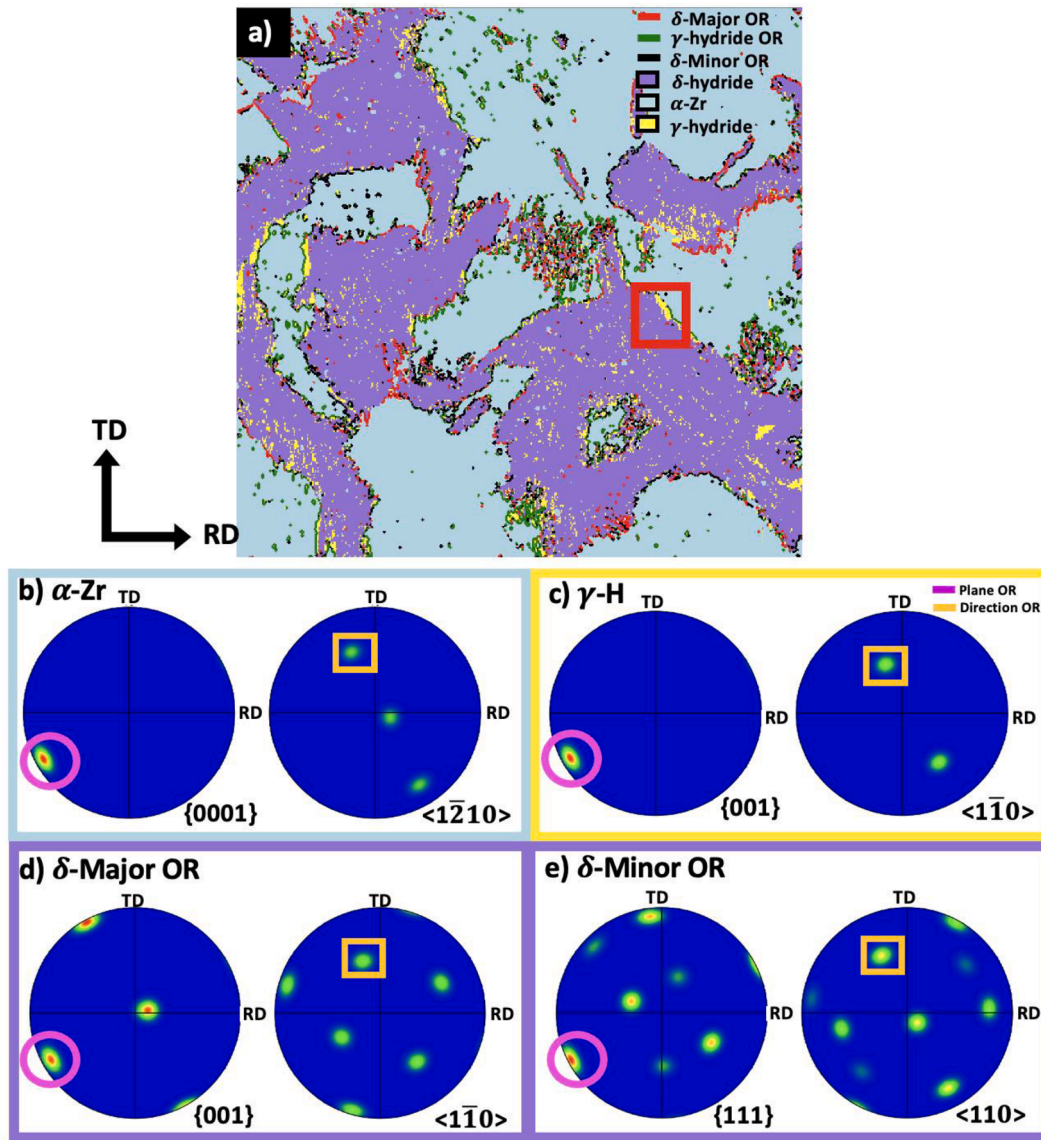 a)
δ-Major OR
γ-hydride OR
δ-Minor OR
δ-hydride
α-Zr
γ-hydride
TD
RD
b) α-Zr
TD
RD
{0001}
TD
RD
<12̄10>
c) γ-H
Plane OR
Direction OR
TD
RD
{001}
TD
RD
<11̄0>
d) δ-Major OR
TD
RD
{001}
TD
RD
<11̄0>
e) δ-Minor OR
TD
RD
{111}
TD
RD
<110>